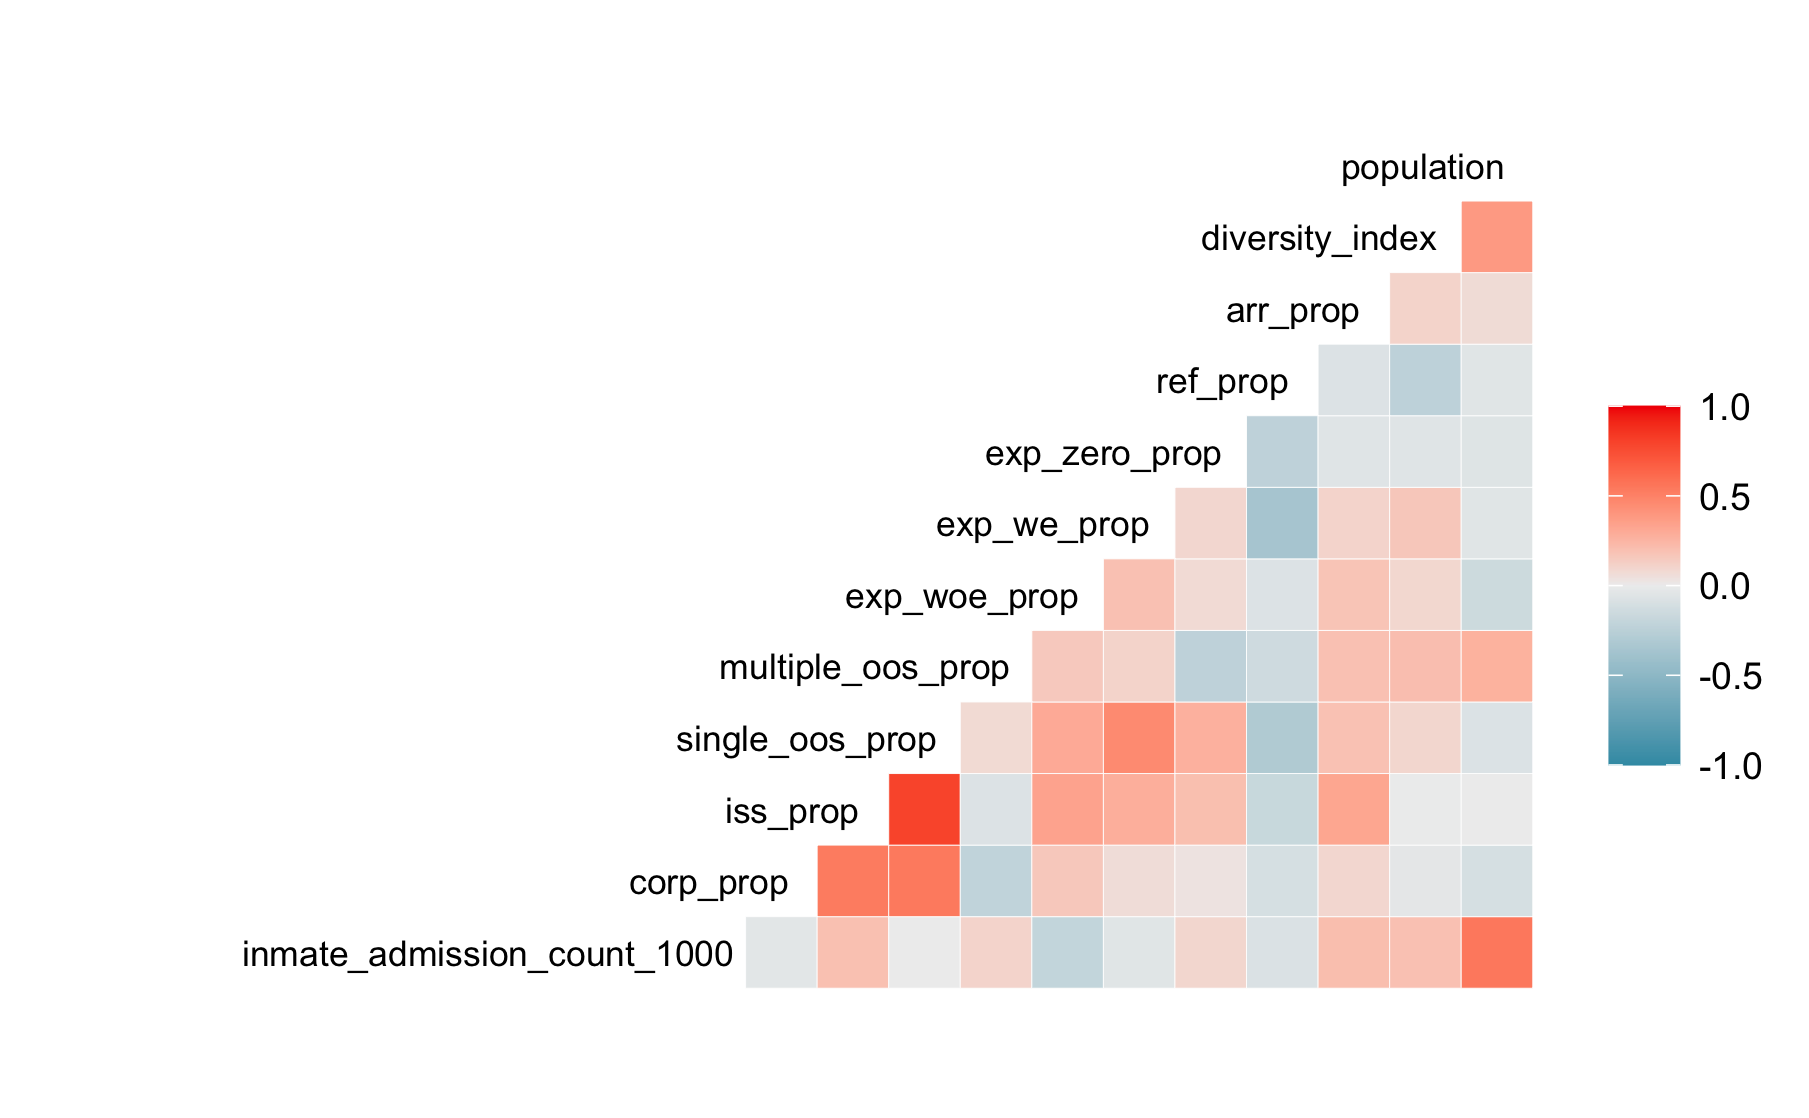 population
diversity_index
arr_prop
ref_prop
exp_zero_prop
exp_we_prop
exp_woe_prop
multiple_oos_prop
single_oos_prop
iss_prop
corp_prop
inmate_admission_count_1000
1.0
0.5
0.0
-0.5
-1.0